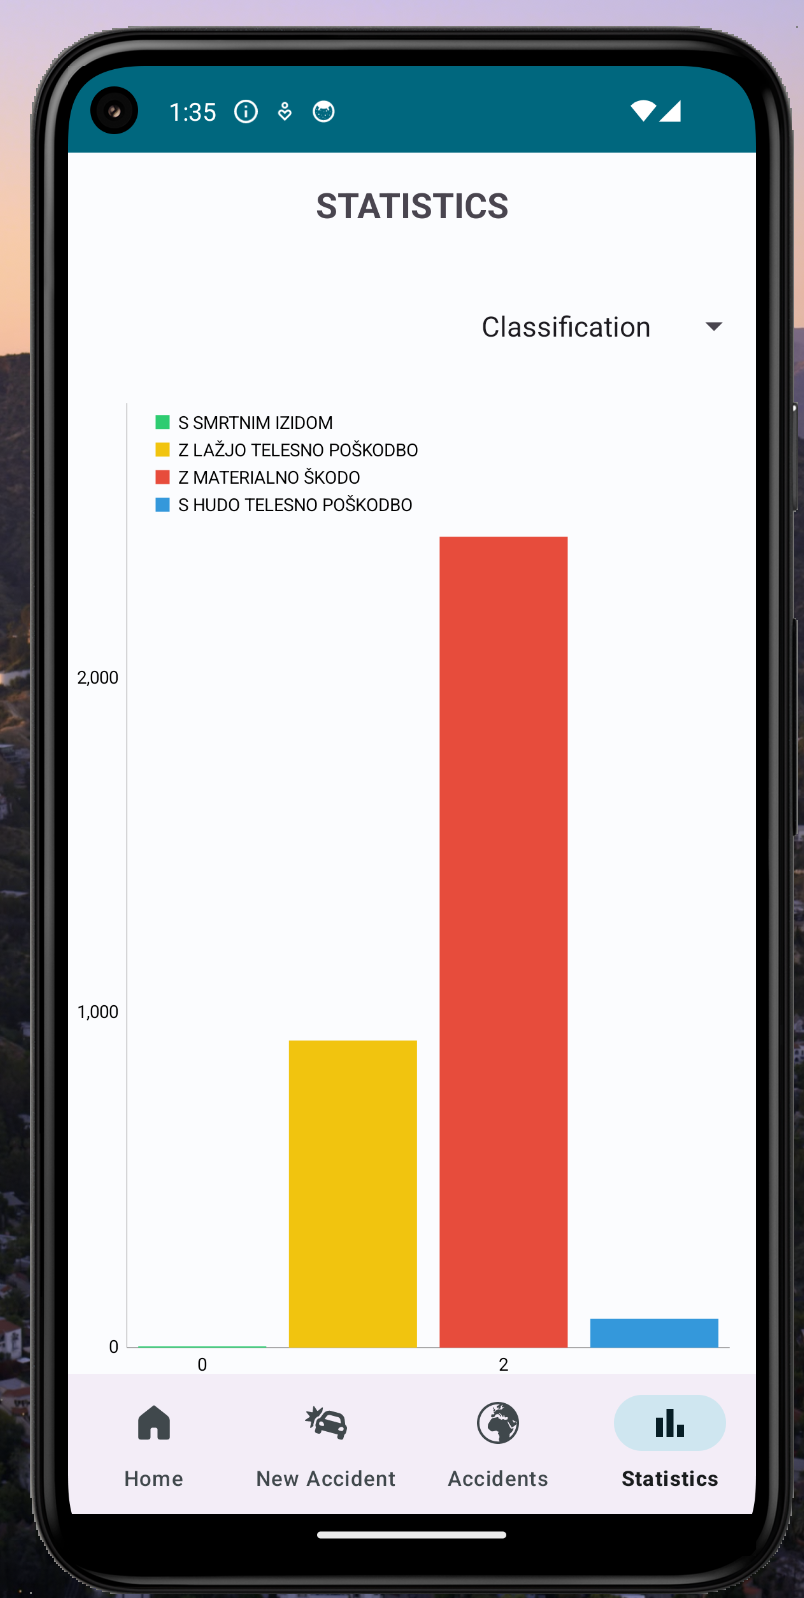 1:35
STATISTICS
Classification
S SMRTNIM IZIDOM
Z LAŽJO TELESNO POŠKODBO
Z MATERIALNO ŠKODO
S HUDO TELESNO POŠKODBO
2,000
1,000
0
0 2
Home New Accident Accidents Statistics